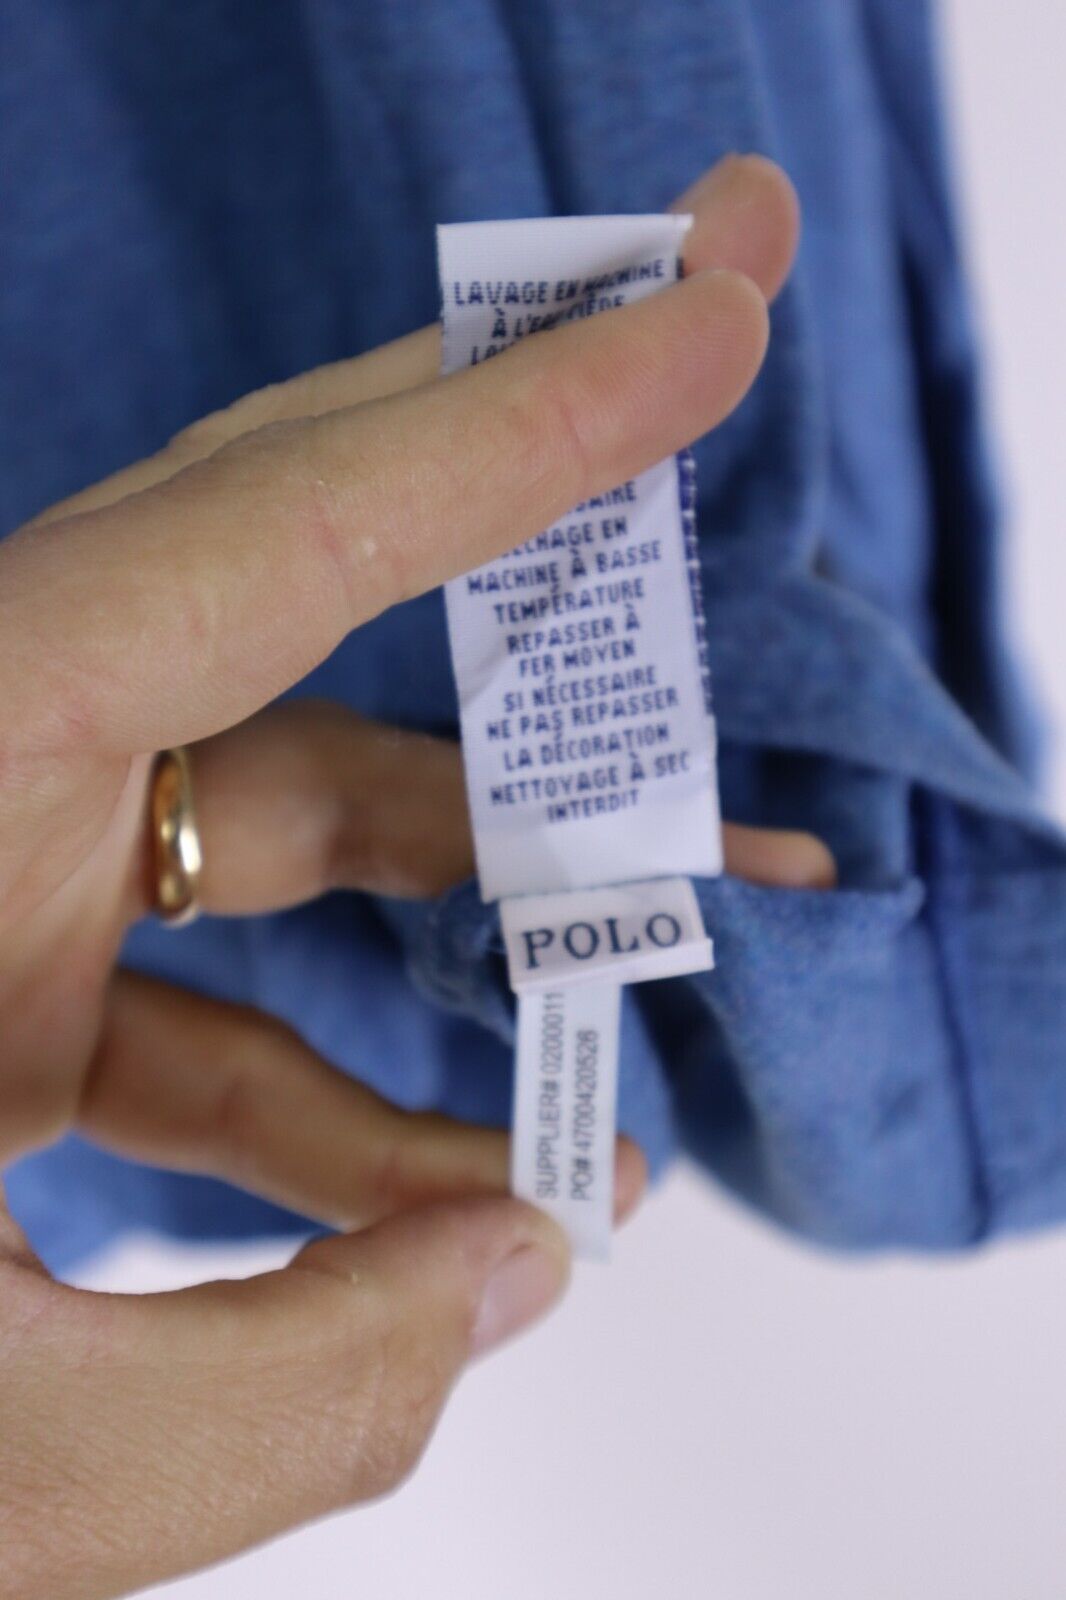 LAVAGE EN MACHINE
À L'EAU TIÈDE
SÉCHAGE EN
MACHINE À BASSE
TEMPÉRATURE
REPASSER À
FER MOYEN
SI NÉCESSAIRE
NE PAS REPASSER
LA DÉCORATION
NETTOYAGE À SEC
INTERDIT
POLO
SUPPLIER# 02000011
PO# 4700420526